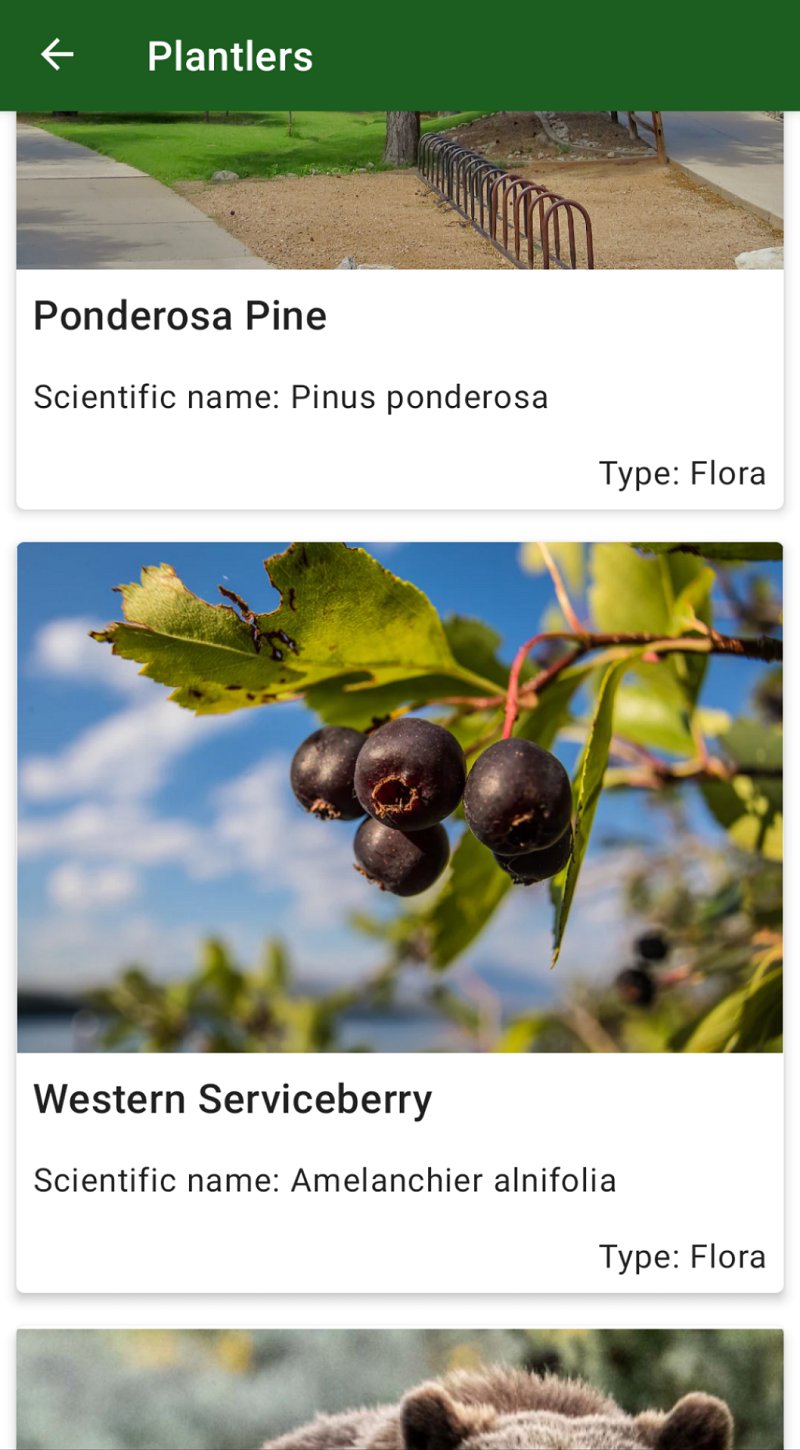 Plantlers
Ponderosa Pine
Scientific name: Pinus ponderosa
Type: Flora
Western Serviceberry
Scientific name: Amelanchier alnifolia
Type: Flora